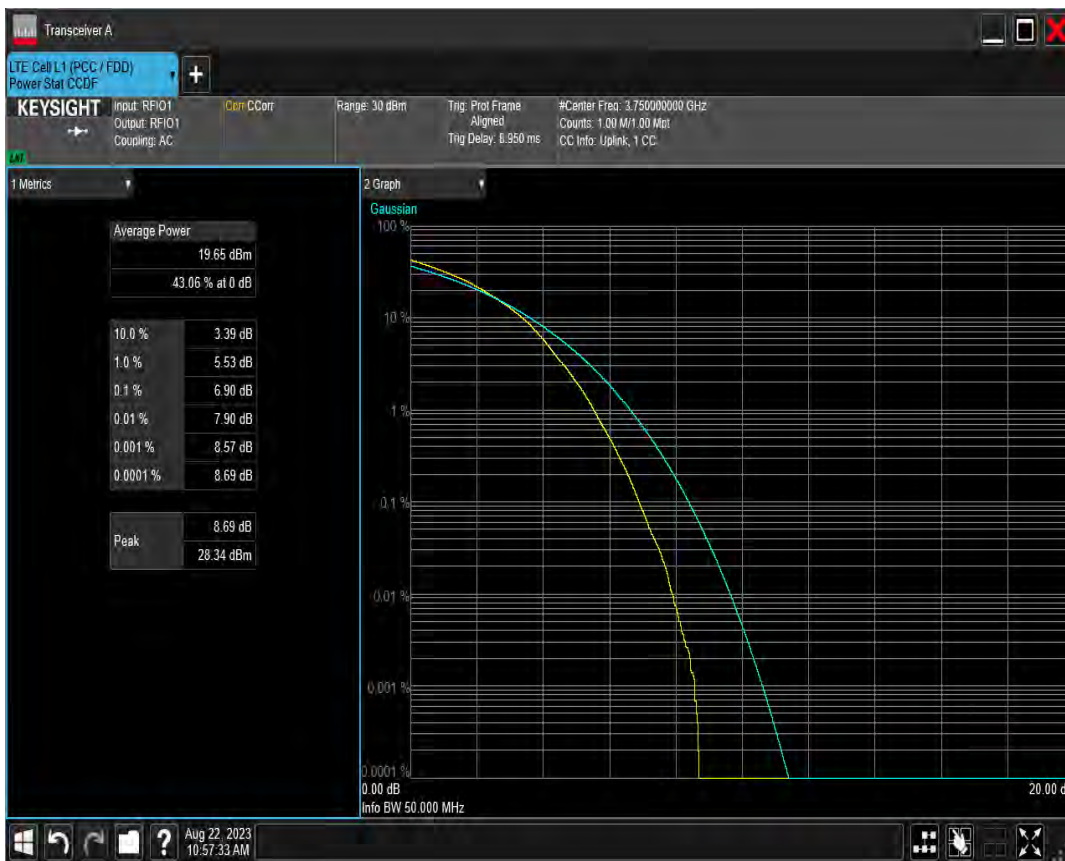 Transceiver A
LTE Cell L1 (PCC / FDD)
Power Stat CCDF
+
KEYSIGHT
Input: RFIO1
Output: RFIO1
Coupling: AC
Corr CCorr
Range: 30 dBm
Trig: Prot Frame
Aligned
Trig Delay: 6.950 ms
#Center Freq: 3.750000000 GHz
Counts: 1.00 M/1.00 Mpt
CC Info: Uplink, 1 CC
1 Metrics
Average Power
19.65 dBm
43.06 % at 0 dB
10.0 % 3.39 dB
1.0 % 5.53 dB
0.1 % 6.90 dB
0.01 % 7.90 dB
0.001 % 8.57 dB
0.0001 % 8.69 dB
Peak
8.69 dB
28.34 dBm
2 Graph
Gaussian
100 %
10 %
1 %
0.1 %
0.01 %
0.001 %
0.0001 %
0.00 dB
20.00 d
Info BW 50.000 MHz
?
Aug 22, 2023
10:57:33 AM